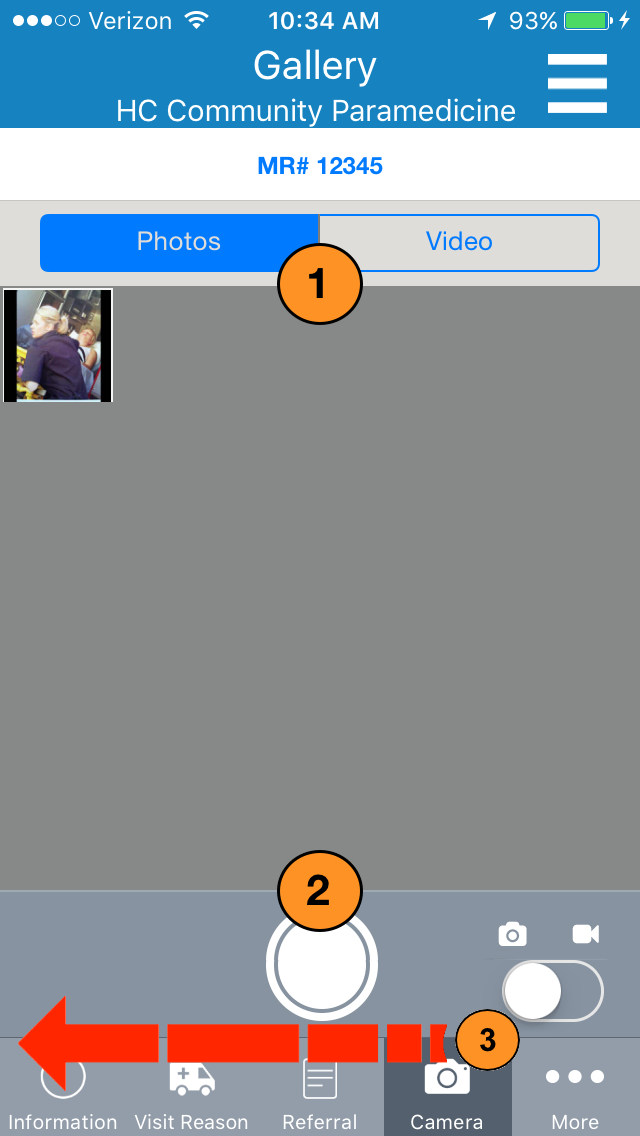 Verizon 10:34 AM 93%
Gallery
HC Community Paramedicine
MR# 12345
Photos Video
1
2
3
Information Visit Reason Referral Camera More